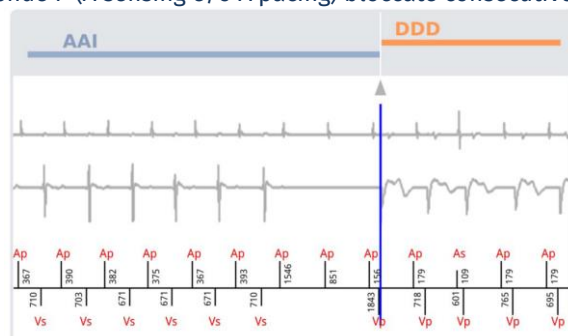 AAI DDD
Ap Ap Ap Ap Ap Ap Ap Ap Ap Ap As Ap Ap
367 390 382 375 367 393 1546 851 156 179 109 179 179
710 703 671 671 671 710 1843 718 601 765 695
Vs Vs Vs Vs Vs Vs Vp Vp Vp Vp Vp